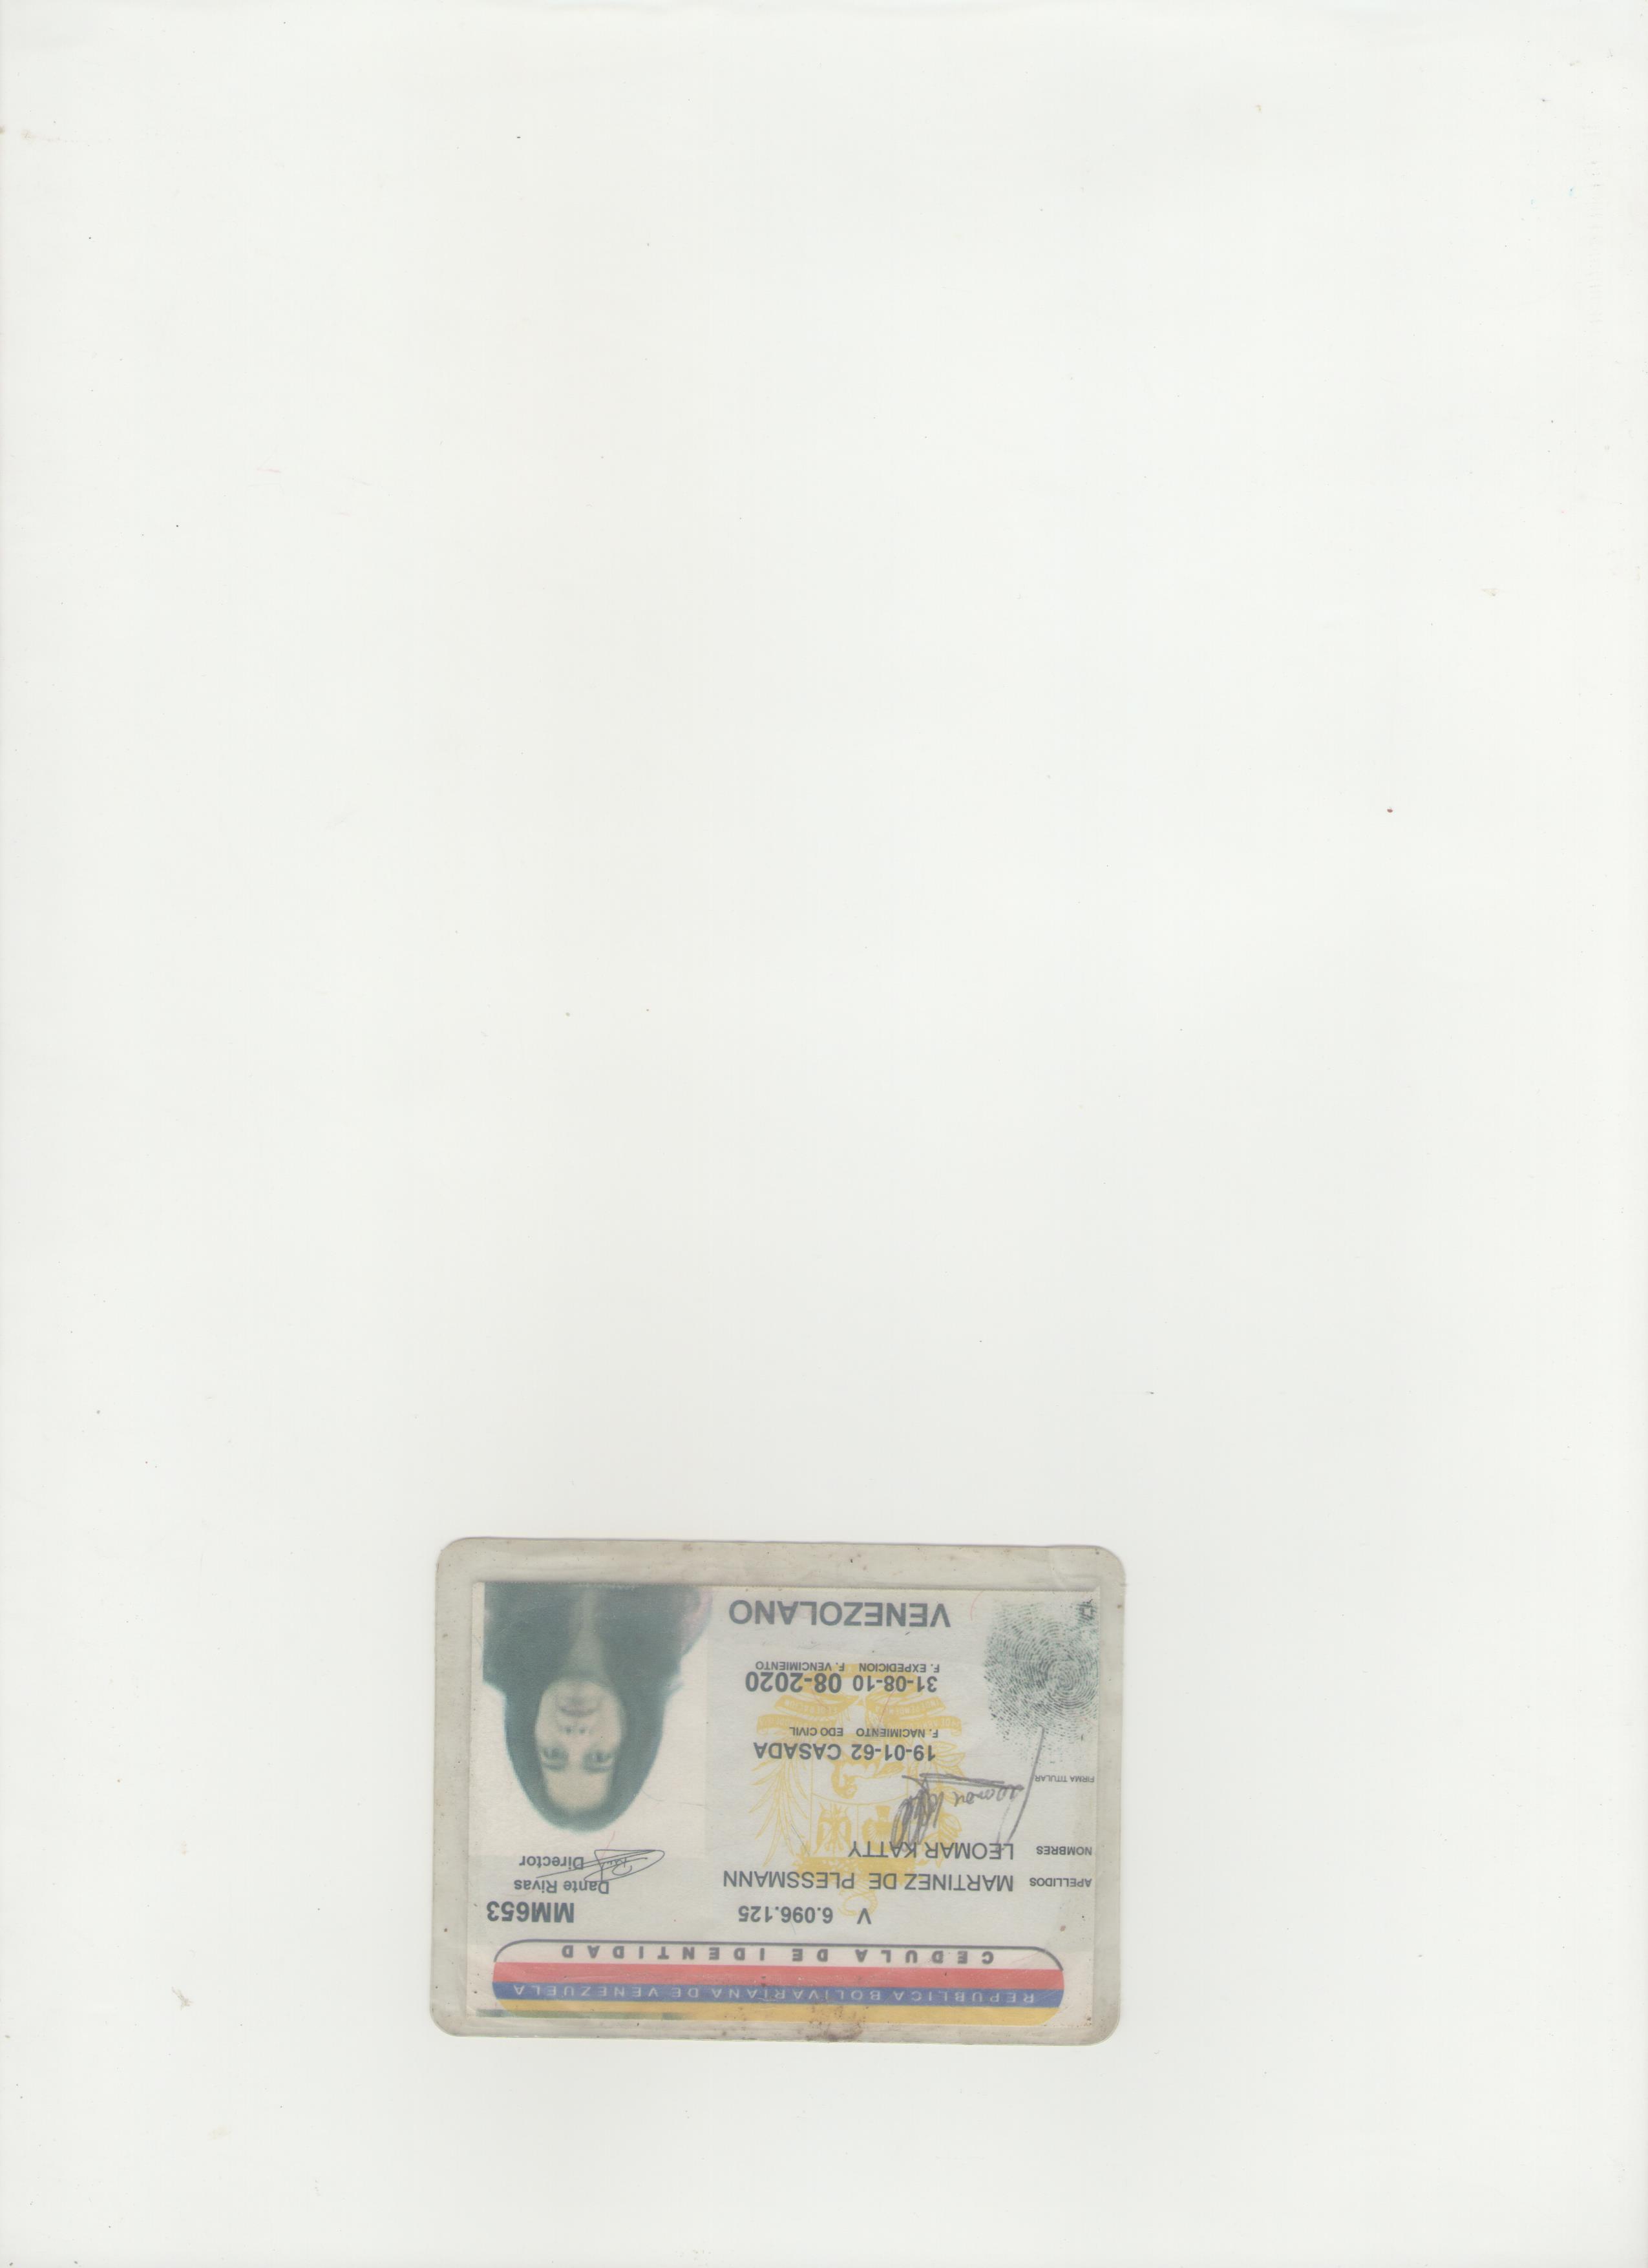 REPUBLICA BOLIVARIANA DE VENEZUELA
CEDULA DE IDENTIDAD
V 6.096.125
MM653
Dante Rivas
Director
APELLIDOS MARTINEZ DE PLESSMANN
NOMBRES LEOMAR KATTY
FIRMA TITULAR
19-01-62 CASADA
F. NACIMIENTO EDO CIVIL
31-08-10 08-2020
F. EXPEDICION F. VENCIMIENTO
VENEZOLANO